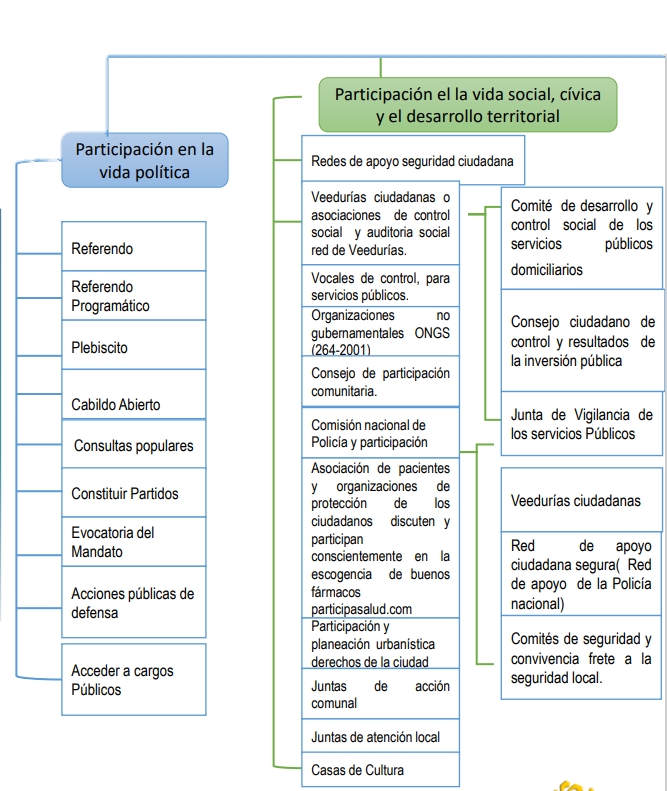 Participación en la
vida política
Referendo
Referendo
Programático
Plebiscito
Cabildo Abierto
Consultas populares
Constituir Partidos
Evocatoria del
Mandato
Acciones públicas de
defensa
Acceder a cargos
Públicos
Participación el la vida social, cívica
y el desarrollo territorial
Redes de apoyo seguridad ciudadana
Veedurías ciudadanas o
asociaciones de control
social y auditoria social
red de Veedurías.
Vocales de control, para
servicios públicos.
Organizaciones no
gubernamentales ONGS
(264-2001)
Consejo de participación
comunitaria.
Comisión nacional de
Policía y participación
Asociación de pacientes
y organizaciones de
protección de los
ciudadanos discuten y
participan
conscientemente en la
escogencia de buenos
fármacos
participasalud.com
Participación y
planeación urbanística
derechos de la ciudad
Juntas de acción
comunal
Juntas de atención local
Casas de Cultura
Comité de desarrollo y
control social de los
servicios públicos
domiciliarios
Consejo ciudadano de
control y resultados de
la inversión pública
Junta de Vigilancia de
los servicios Públicos
Veedurías ciudadanas
Red de apoyo
ciudadana segura( Red
de apoyo de la Policía
nacional)
Comités de seguridad y
convivencia frete a la
seguridad local.